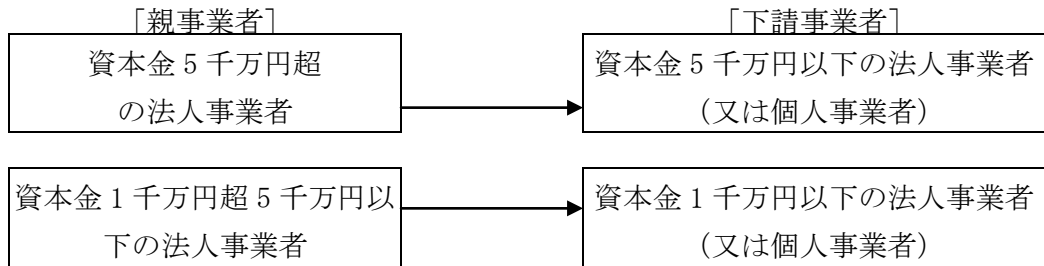 ［親事業者］
［下請事業者］
資本金５千万円超
の法人事業者
資本金５千万円以下の法人事業者
（又は個人事業者）
資本金１千万円超５千万円以
下の法人事業者
資本金１千万円以下の法人事業者
（又は個人事業者）